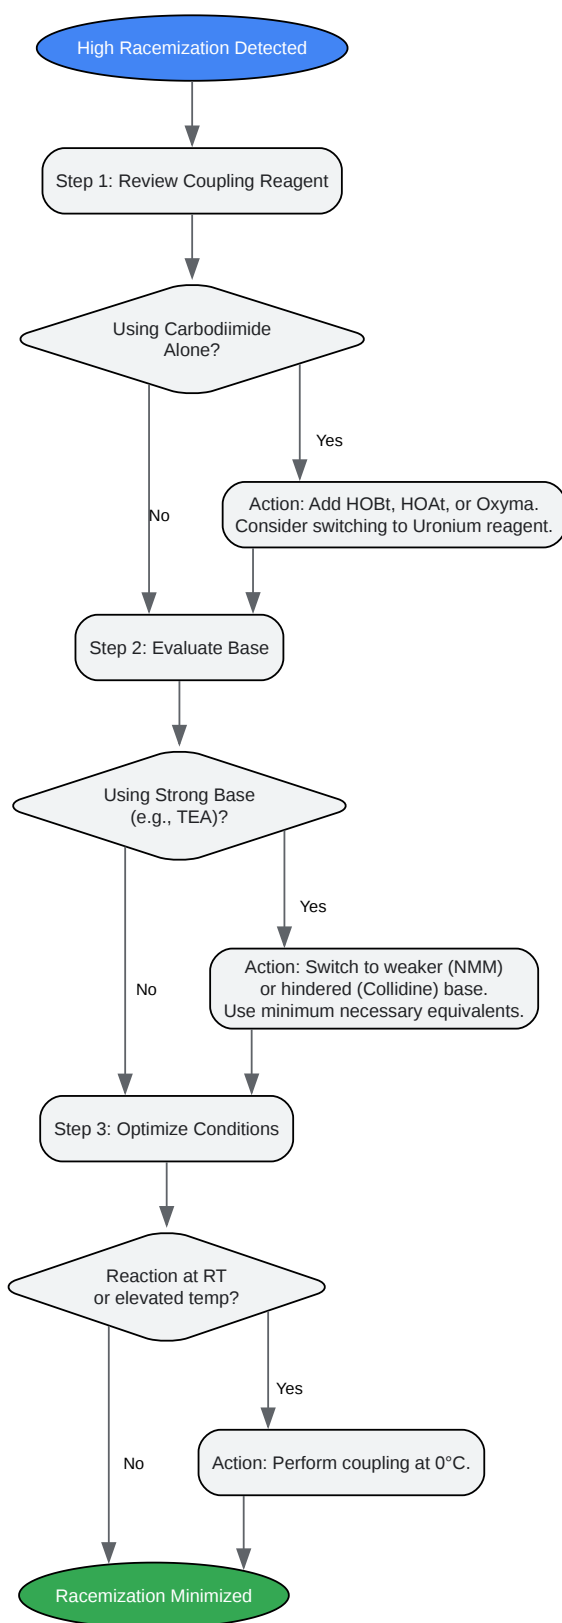 High Racemization Detected
Step 1: Review Coupling Reagent
Using Carbodiimide
Alone?
Yes
No
Action: Add HOBt, HOAt, or Oxyma.
Consider switching to Uronium reagent.
Step 2: Evaluate Base
Using Strong Base
(e.g., TEA)?
Yes
No
Action: Switch to weaker (NMM)
or hindered (Collidine) base.
Use minimum necessary equivalents.
Step 3: Optimize Conditions
Reaction at RT
or elevated temp?
Yes
No
Action: Perform coupling at 0°C.
Racemization Minimized